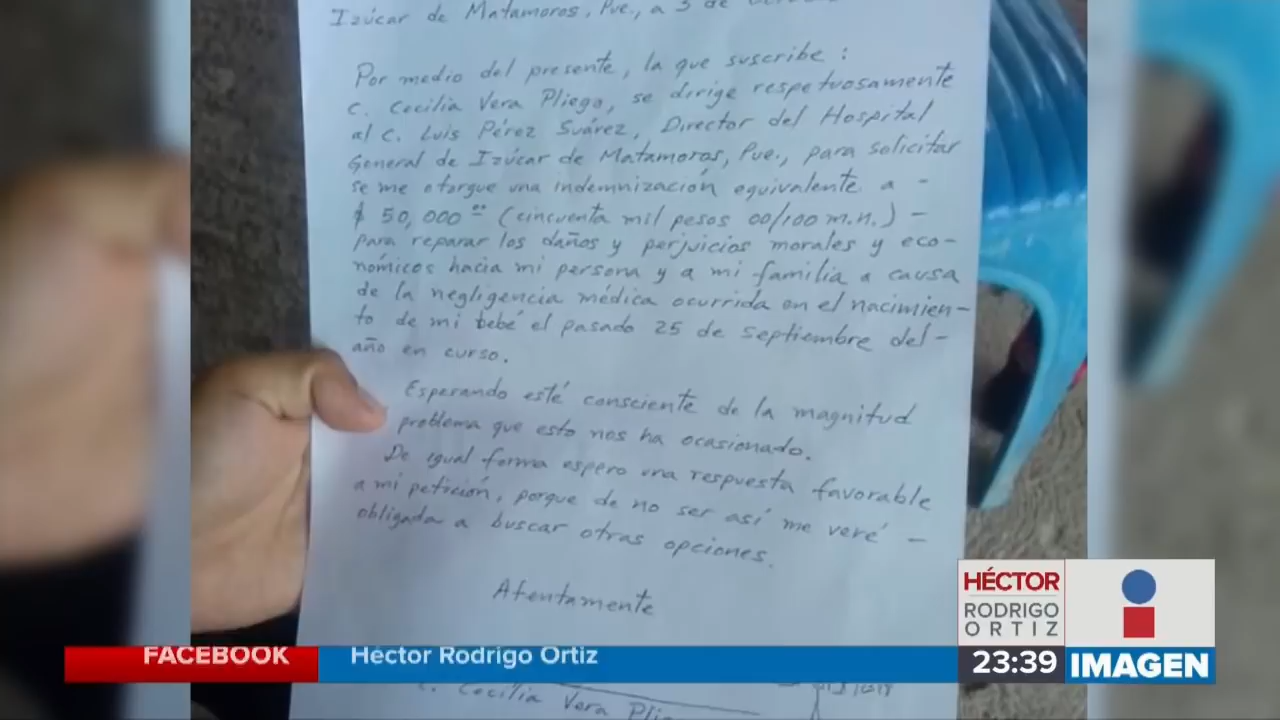 Izúcar de Matamoros, Pue., a 3 de
Por medio del presente, la que suscribe:
C. Cecilia Vera Pliego, se dirige respetuosamente
al C. Luis Pérez Suárez, Director del Hospital
General de Izúcar de Matamoros, Pue., para solicitar
se me otorgue una indemnización equivalente a -
$ 50,000 ºº (cincuenta mil pesos 00/100 m.n.) -
para reparar los daños y perjuicios morales y eco-
nómicos hacia mi persona y a mi familia a causa
de la negligencia médica ocurrida en el nacimien-
to de mi bebé el pasado 25 de septiembre del -
año en curso.
Esperando esté consciente de la magnitud
problema que esto nos ha ocasionado.
De igual forma espero una respuesta favorable
a mi petición, porque de no ser así me veré -
obligada a buscar otras opciones.
Atentamente
C. Cecilia Vera Pliego
HÉCTOR
RODRIGO
ORTIZ
23:39
IMAGEN
FACEBOOK
Héctor Rodrigo Ortiz